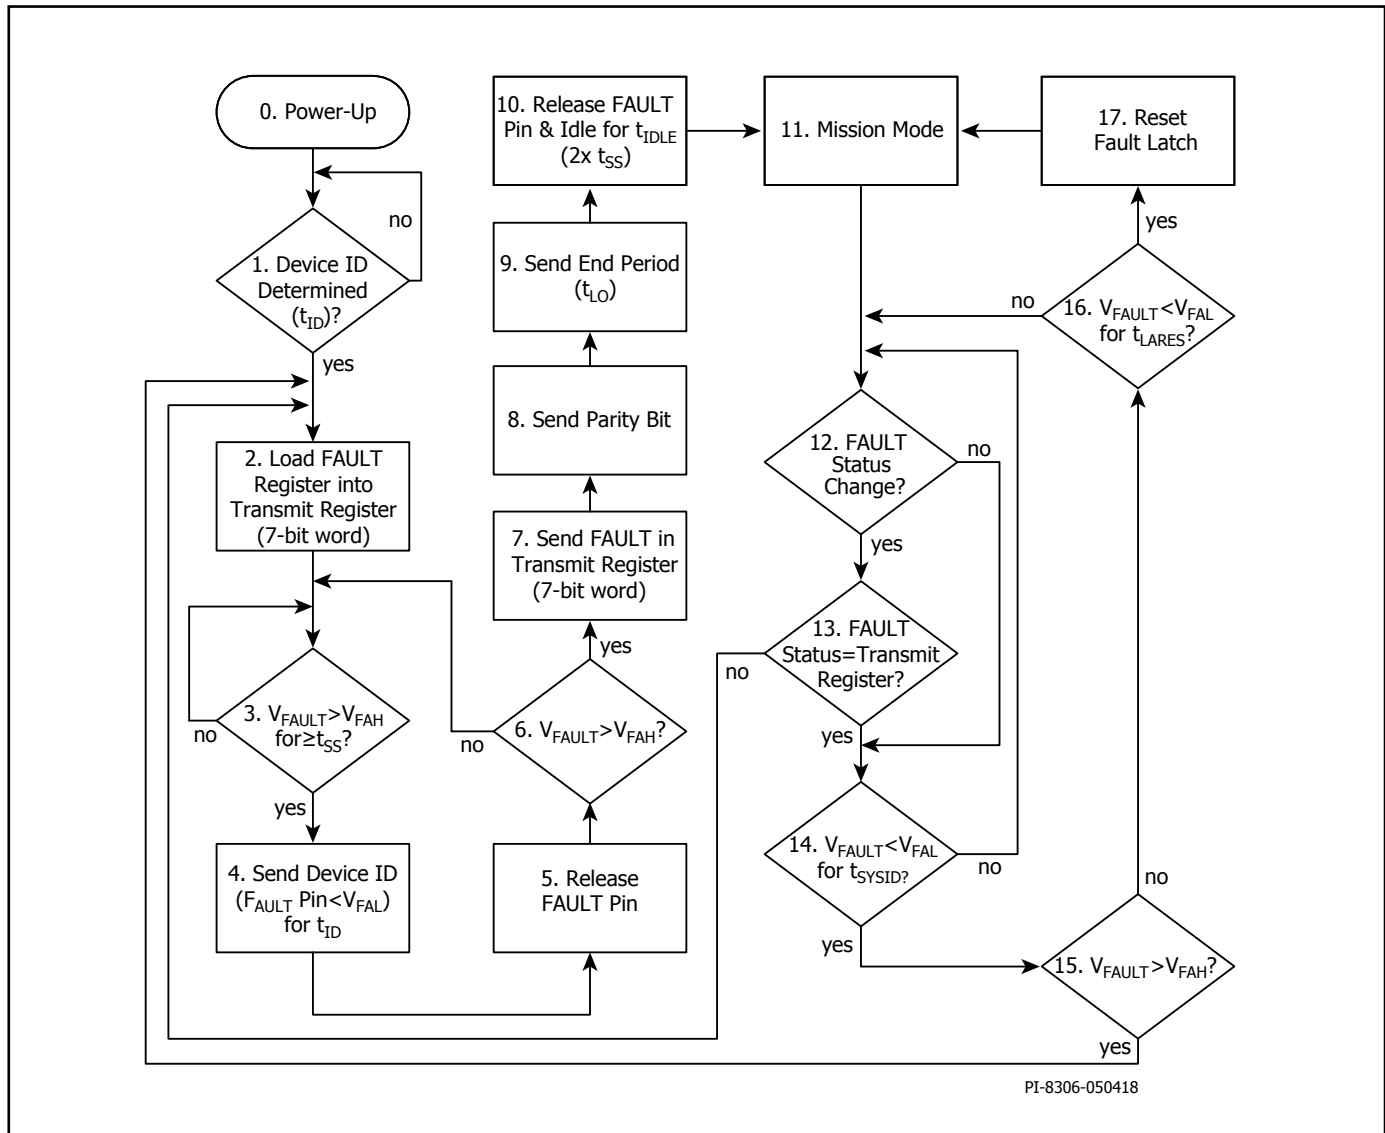 0. Power-Up
no
1. Device ID
Determined
(tID)?
yes
2. Load FAULT
Register into
Transmit Register
(7-bit word)
3. VFAULT>VFAH
for≥tSS?
no
yes
4. Send Device ID
(FAULT Pin<VFAL)
for tID
10. Release FAULT
Pin & Idle for tIDLE
(2x tSS)
9. Send End Period
(tLO)
8. Send Parity Bit
7. Send FAULT in
Transmit Register
(7-bit word)
yes
6. VFAULT>VFAH?
no
5. Release
FAULT Pin
11. Mission Mode
12. FAULT
Status
Change?
no
yes
13. FAULT
Status=Transmit
Register?
no
yes
14. VFAULT<VFAL
for tSYSID?
no
yes
17. Reset
Fault Latch
yes
16. VFAULT<VFAL
for tLARES?
no
no
15. VFAULT>VFAH?
yes
PI-8306-050418